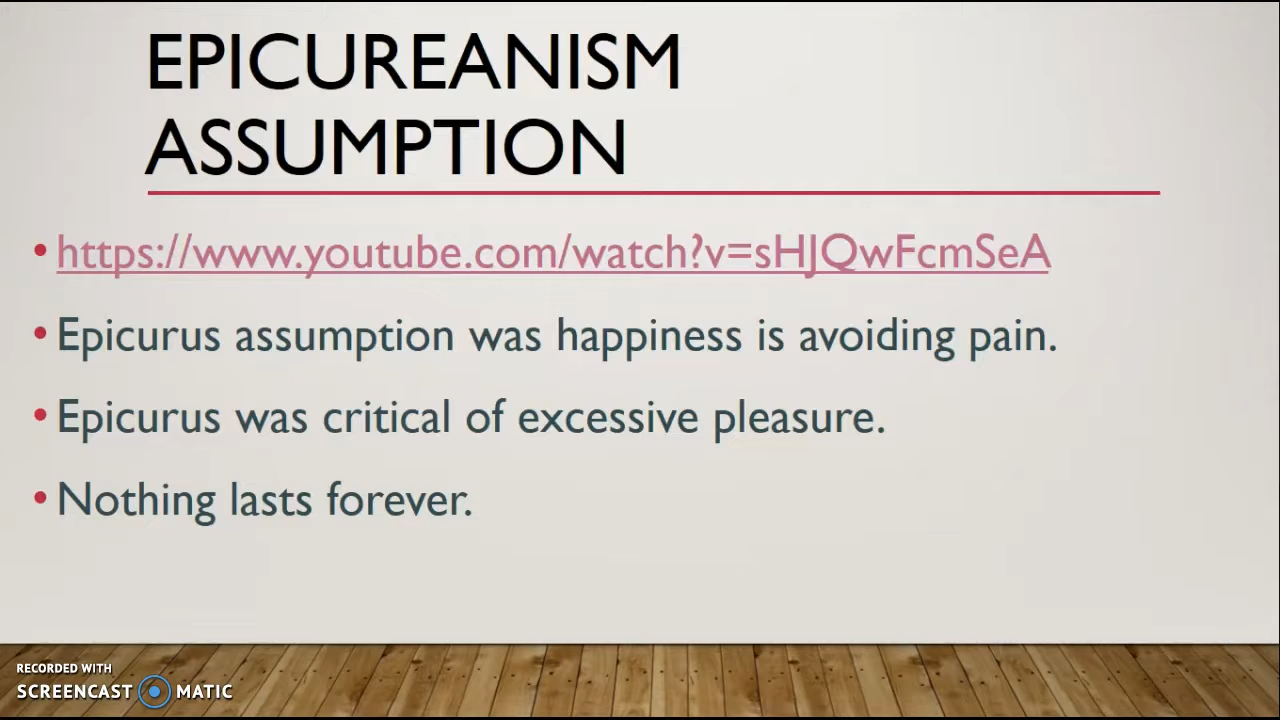 EPICUREANISM
ASSUMPTION
• https://www.youtube.com/watch?v=sHJQwFcmSeA
• Epicurus assumption was happiness is avoiding pain.
• Epicurus was critical of excessive pleasure.
• Nothing lasts forever.
RECORDED WITH
SCREENCAST MATIC